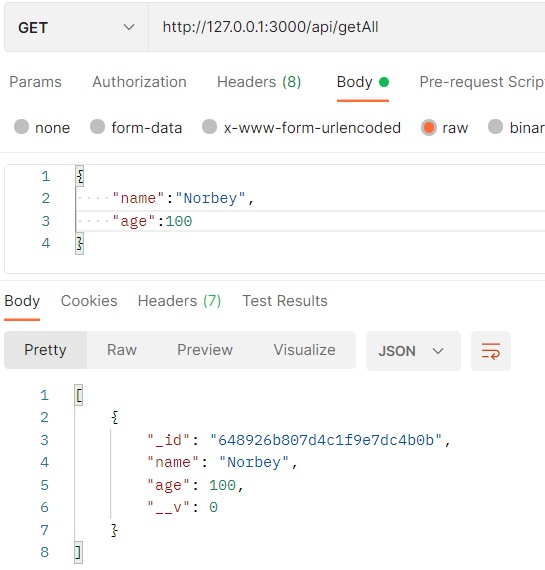 GET http://127.0.0.1:3000/api/getAll
Params Authorization Headers (8) Body Pre-request Scrip
none form-data x-www-form-urlencoded raw binar
1 {
2 ····"name":"Norbey",
3 ····"age":100
4 }
Body Cookies Headers (7) Test Results
Pretty Raw Preview Visualize JSON
1 [
2 {
3 "_id": "648926b807d4c1f9e7dc4b0b",
4 "name": "Norbey",
5 "age": 100,
6 "__v": 0
7 }
8 ]